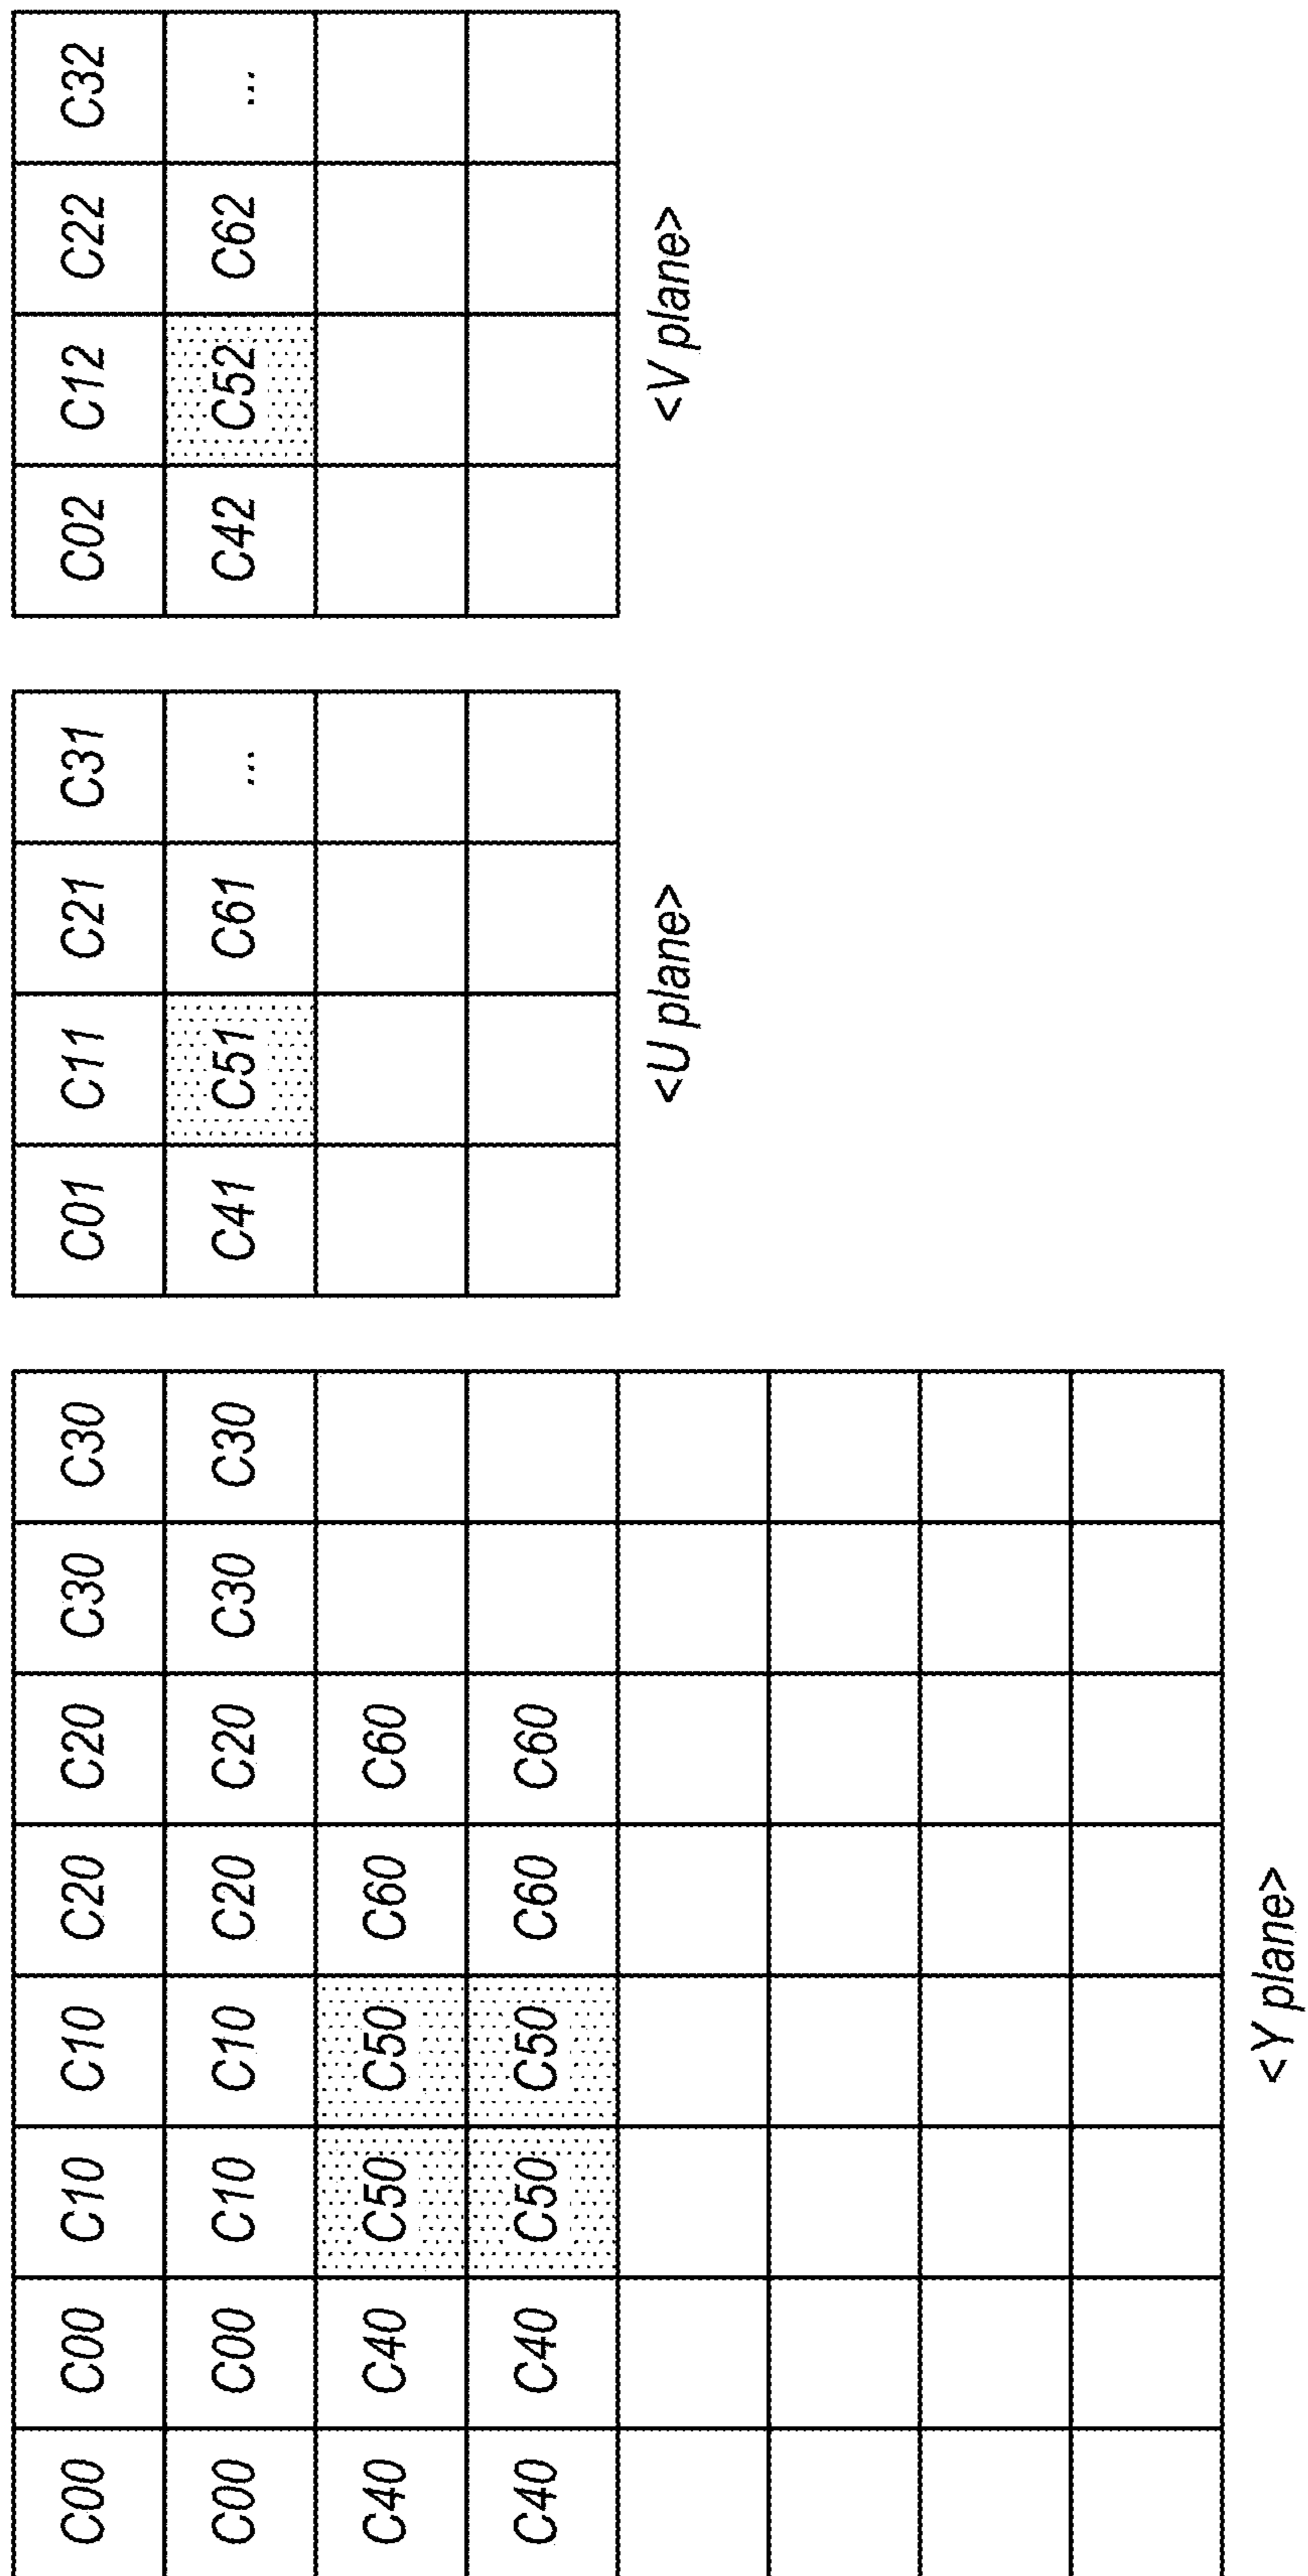 C00 C00 C10 C10 C20 C20 C30 C30
C00 C00 C10 C10 C20 C20 C30 C30
C40 C40 C50 C50 C60 C60
C40 C40 C50 C50 C60 C60
<Y plane>
C01 C11 C21 C31
C41 C51 C61 ...
<U plane>
C02 C12 C22 C32
C42 C52 C62 ...
<V plane>